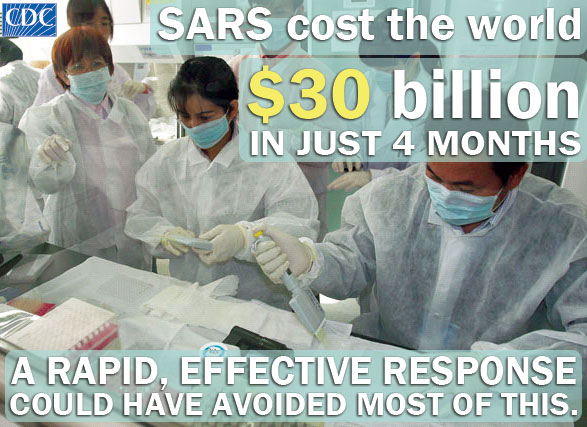 CDC
SARS cost the world
$30 billion
IN JUST 4 MONTHS
A RAPID, EFFECTIVE RESPONSE
COULD HAVE AVOIDED MOST OF THIS.